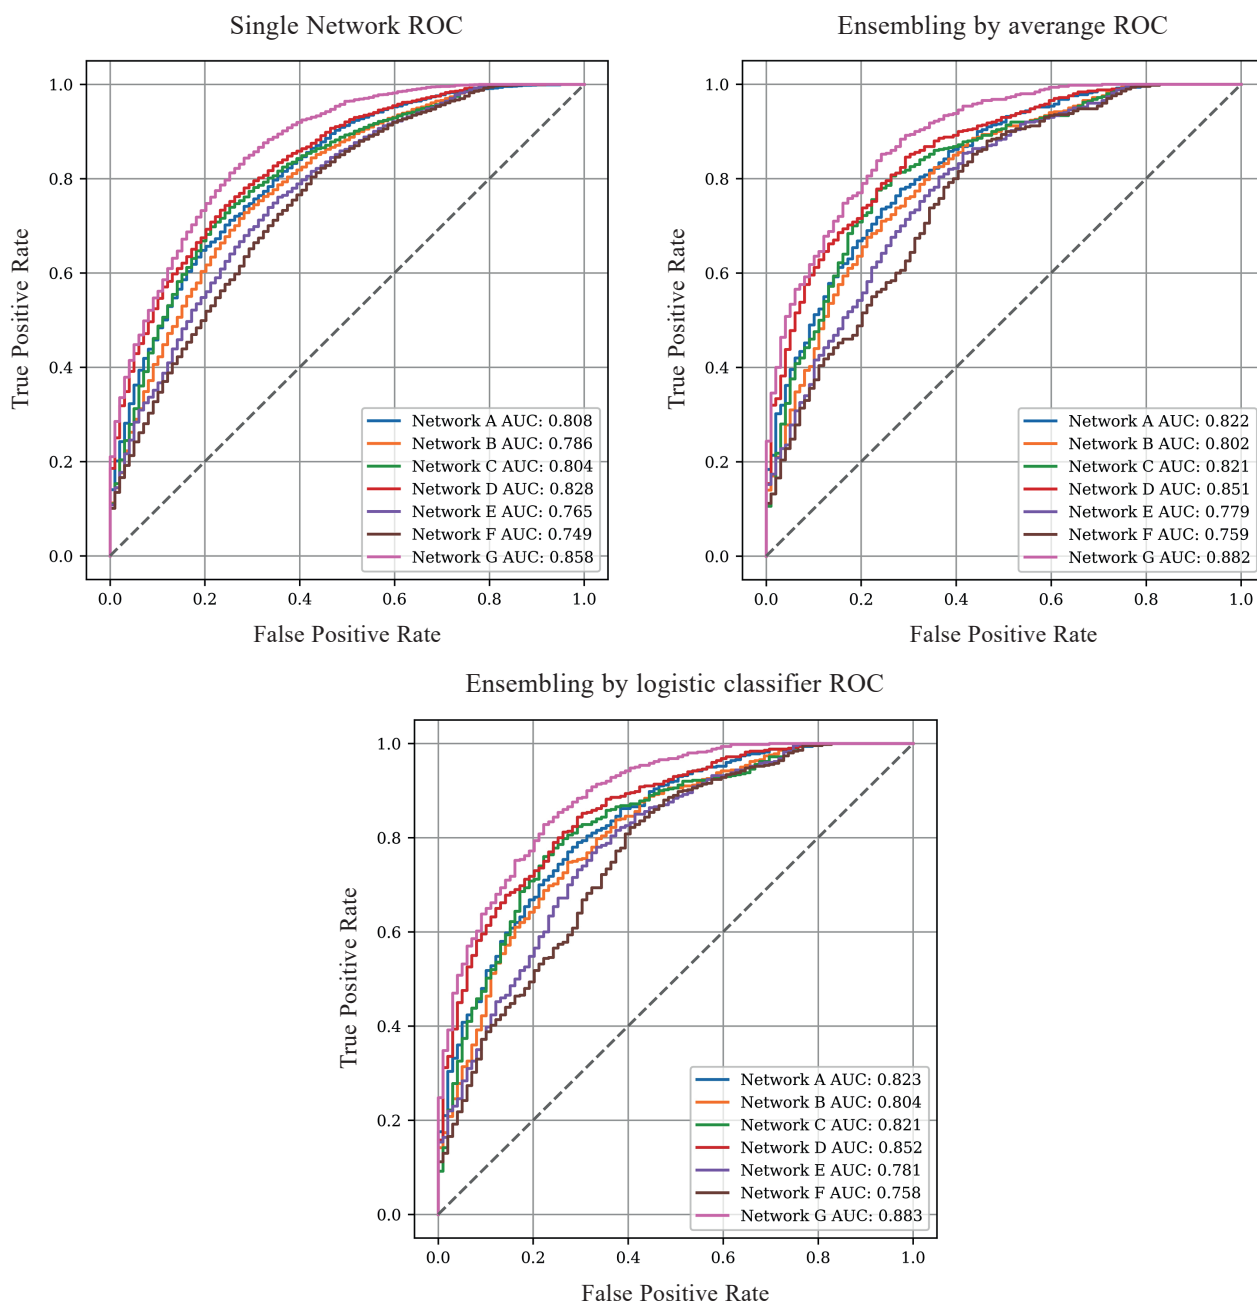 Single Network ROC
True Positive Rate
1.0
0.8
0.6
0.4
0.2
0.0
Network A AUC: 0.808
Network B AUC: 0.786
Network C AUC: 0.804
Network D AUC: 0.828
Network E AUC: 0.765
Network F AUC: 0.749
Network G AUC: 0.858
0.0 0.2 0.4 0.6 0.8 1.0
False Positive Rate
Ensembling by averange ROC
True Positive Rate
1.0
0.8
0.6
0.4
0.2
0.0
Network A AUC: 0.822
Network B AUC: 0.802
Network C AUC: 0.821
Network D AUC: 0.851
Network E AUC: 0.779
Network F AUC: 0.759
Network G AUC: 0.882
0.0 0.2 0.4 0.6 0.8 1.0
False Positive Rate
Ensembling by logistic classifier ROC
True Positive Rate
1.0
0.8
0.6
0.4
0.2
0.0
Network A AUC: 0.823
Network B AUC: 0.804
Network C AUC: 0.821
Network D AUC: 0.852
Network E AUC: 0.781
Network F AUC: 0.758
Network G AUC: 0.883
0.0 0.2 0.4 0.6 0.8 1.0
False Positive Rate